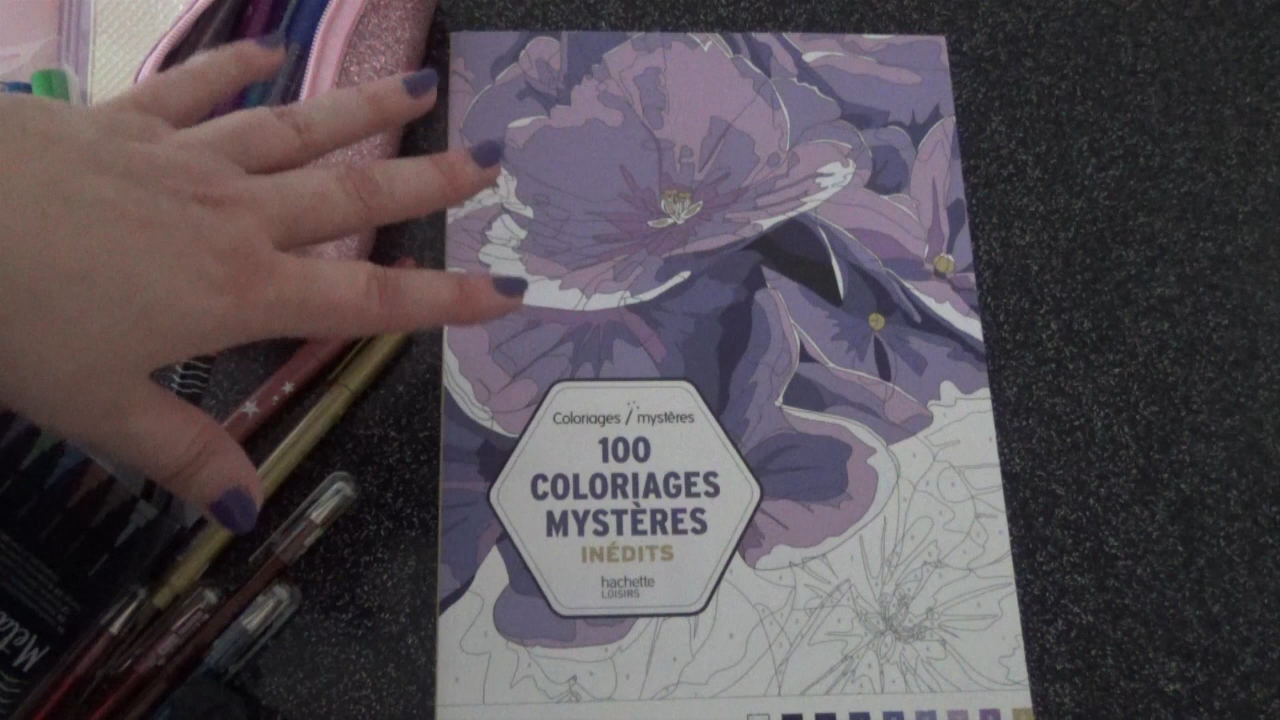 Coloriages mystères
100
COLORIAGES
MYSTÈRES
INÉDITS
hachette
LOISIRS